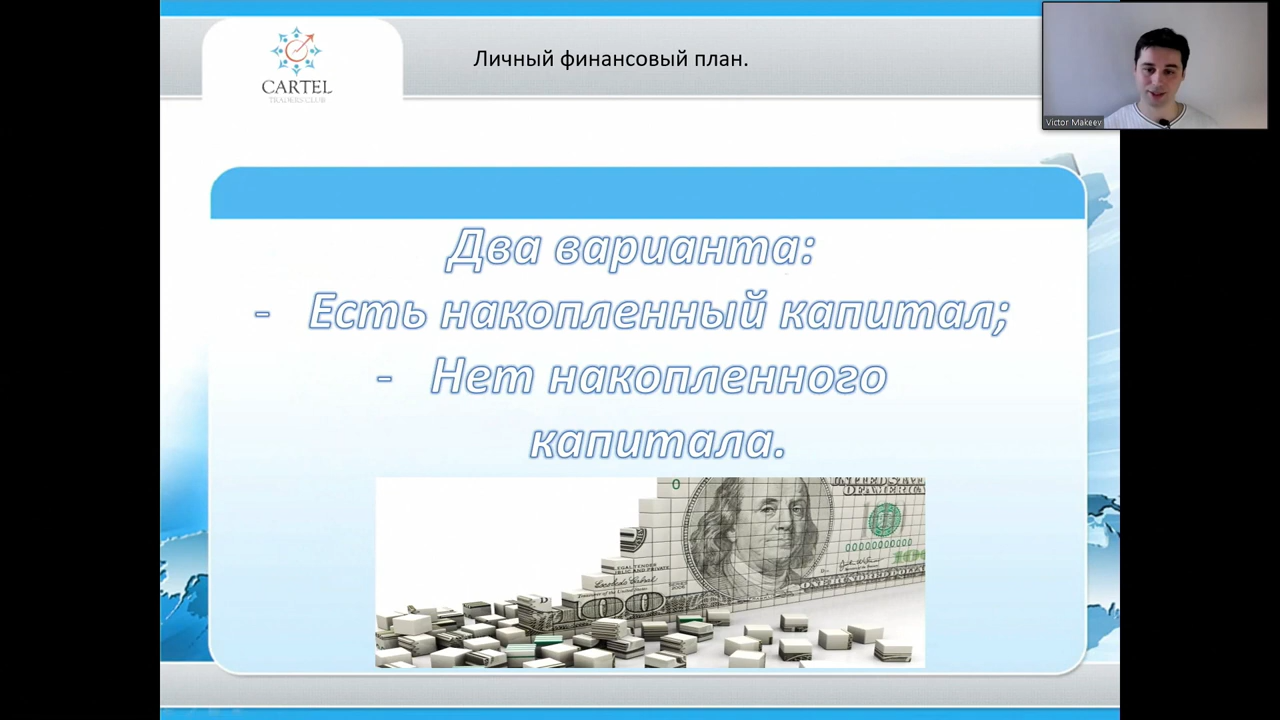 CARTEL
TRADERS CLUB
Личный финансовый план.
Victor Makeev
Два варианта:
- Есть накопленный капитал;
- Нет накопленного
капитала.